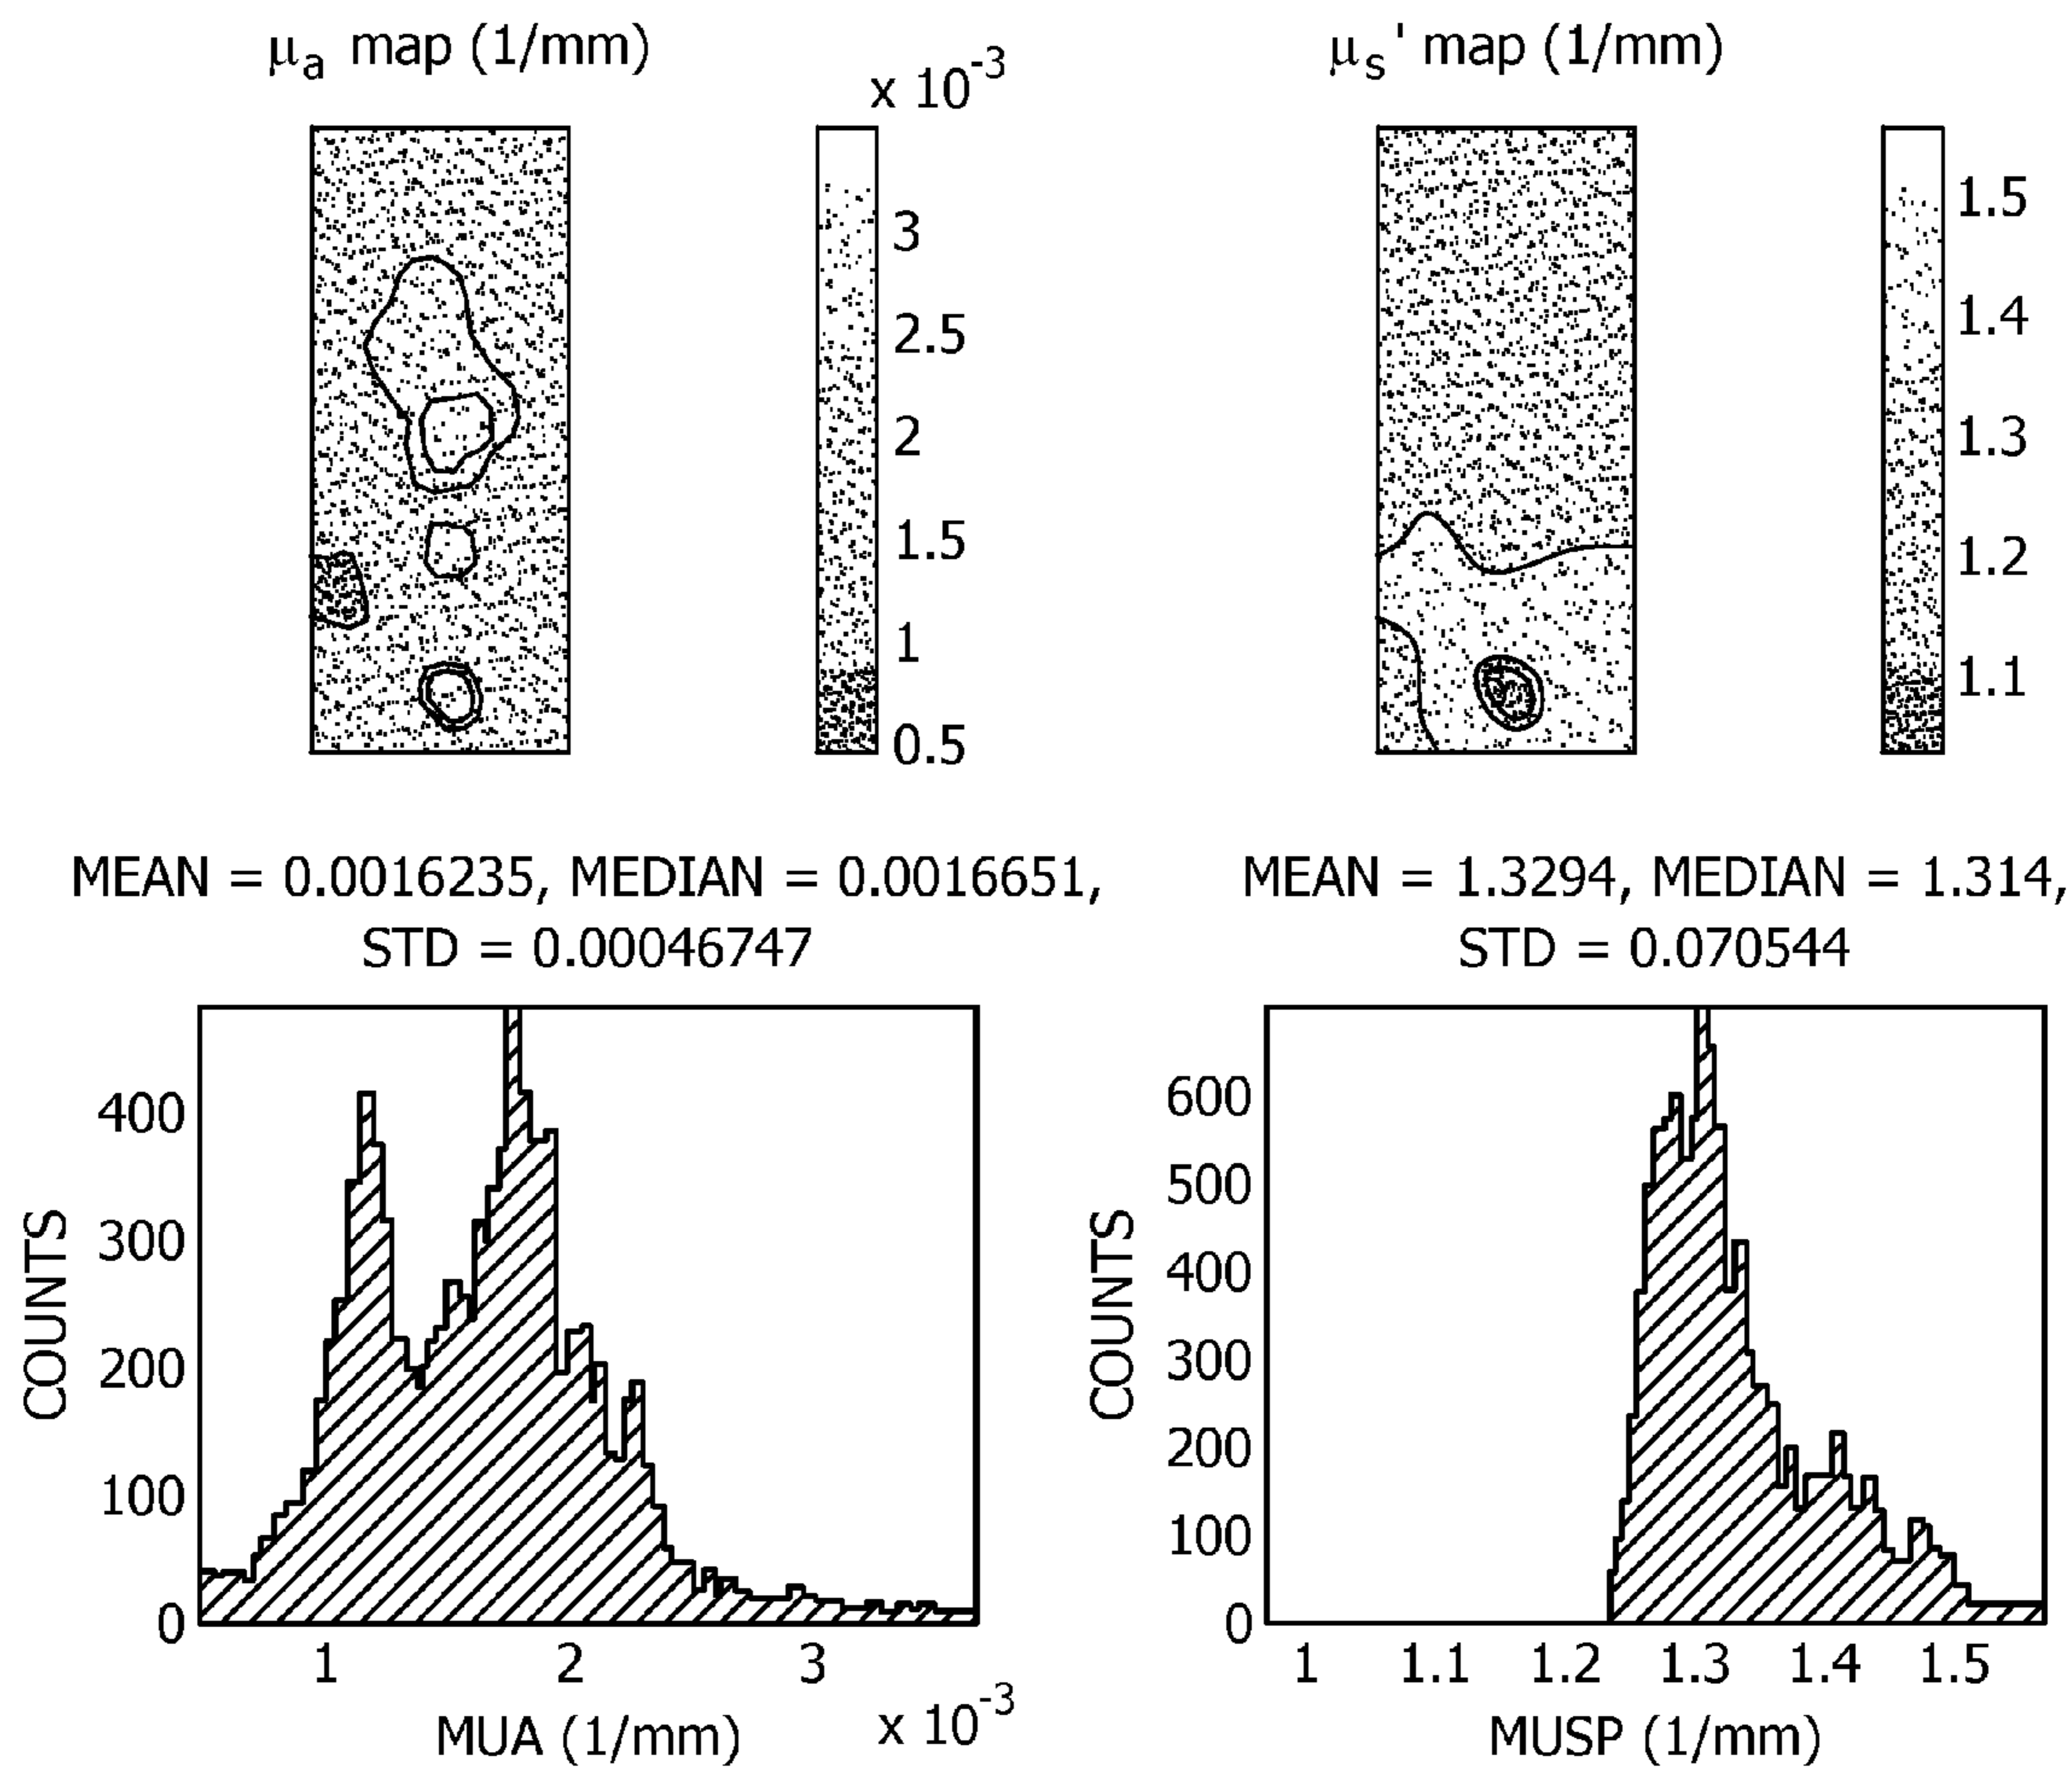 μa map (1/mm)
x 10-3
3
2.5
2
1.5
1
0.5
μs' map (1/mm)
1.5
1.4
1.3
1.2
1.1
MEAN = 0.0016235, MEDIAN = 0.0016651,
STD = 0.00046747
MEAN = 1.3294, MEDIAN = 1.314,
STD = 0.070544
COUNTS
400
300
200
100
0
1 2 3
x 10-3
MUA (1/mm)
COUNTS
600
500
400
300
200
100
0
1 1.1 1.2 1.3 1.4 1.5
MUSP (1/mm)